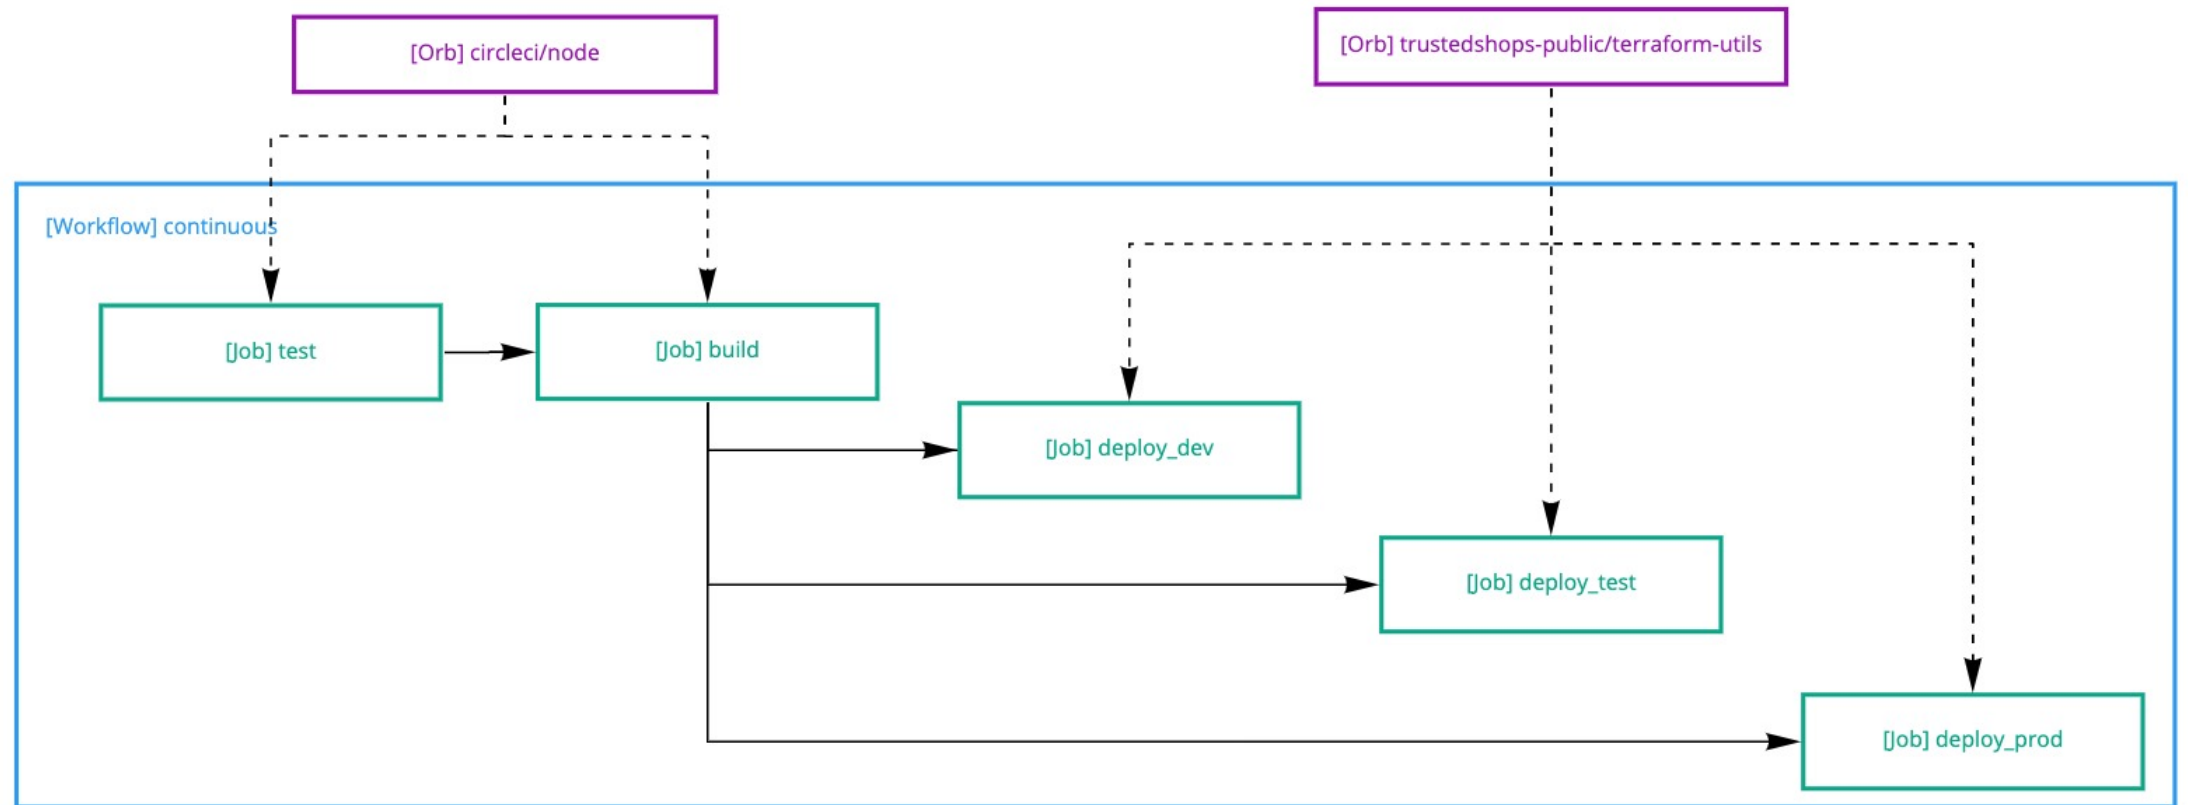 [Orb] circleci/node
[Orb] trustedshops-public/terraform-utils
[Workflow] continuous
[Job] test
[Job] build
[Job] deploy_dev
[Job] deploy_test
[Job] deploy_prod